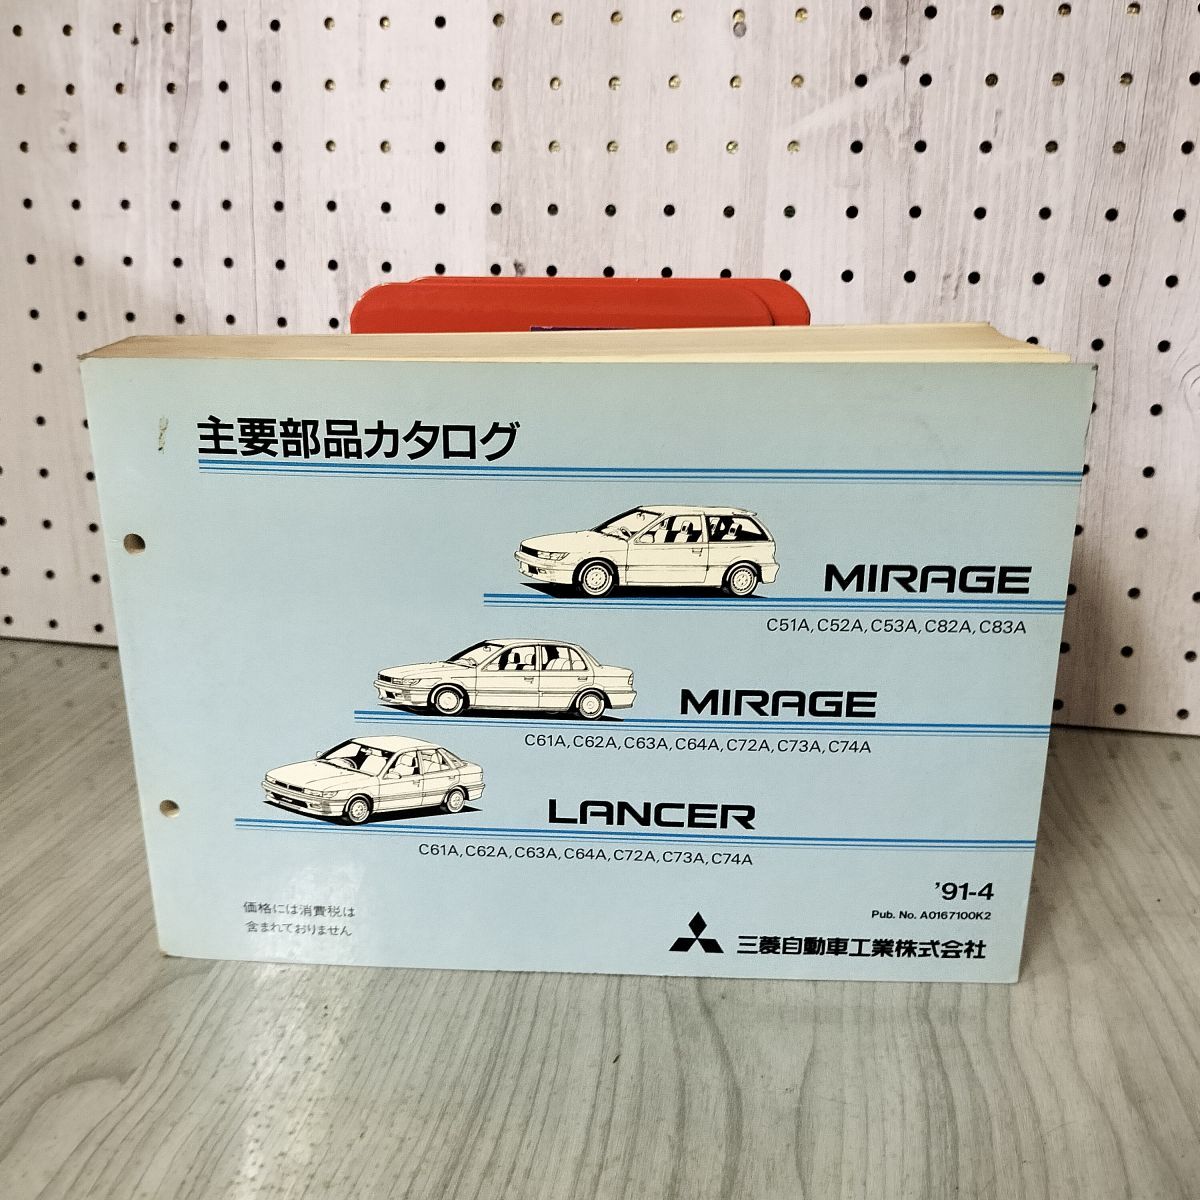 主要部品カタログ
MIRAGE
C51A, C52A, C53A, C82A, C83A
MIRAGE
C61A, C62A, C63A, C64A, C72A, C73A, C74A
LANCER
C61A, C62A, C63A, C64A, C72A, C73A, C74A
'91-4
Pub. No. A0167100K2
価格には消費税は
含まれておりません
三菱自動車工業株式会社